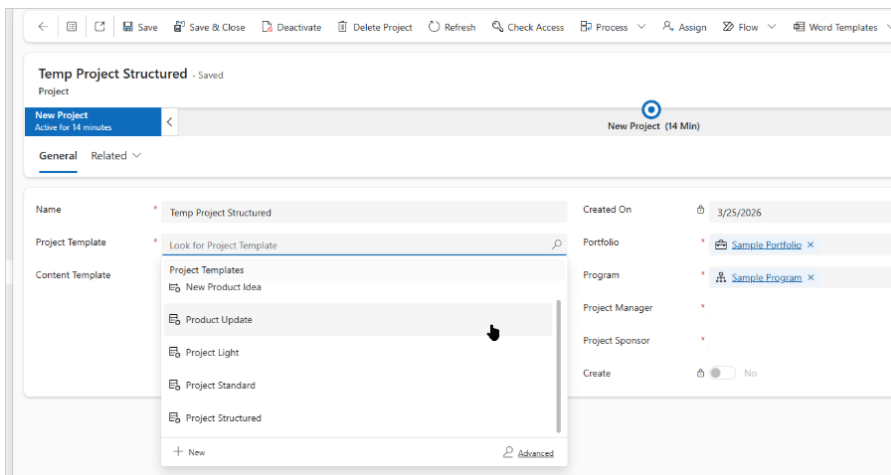 Save Save & Close Deactivate Delete Project Refresh Check Access Process Assign Flow Word Templates
Temp Project Structured - Saved
Project
New Project
Active for 14 minutes
New Project (14 Min)
General Related
Name * Temp Project Structured
Project Template * Look for Project Template
Content Template
Project Templates
New Product Idea
Product Update
Project Light
Project Standard
Project Structured
+ New Advanced
Created On 3/25/2026
Portfolio * Sample Portfolio ×
Program * Sample Program ×
Project Manager *
Project Sponsor *
Create No